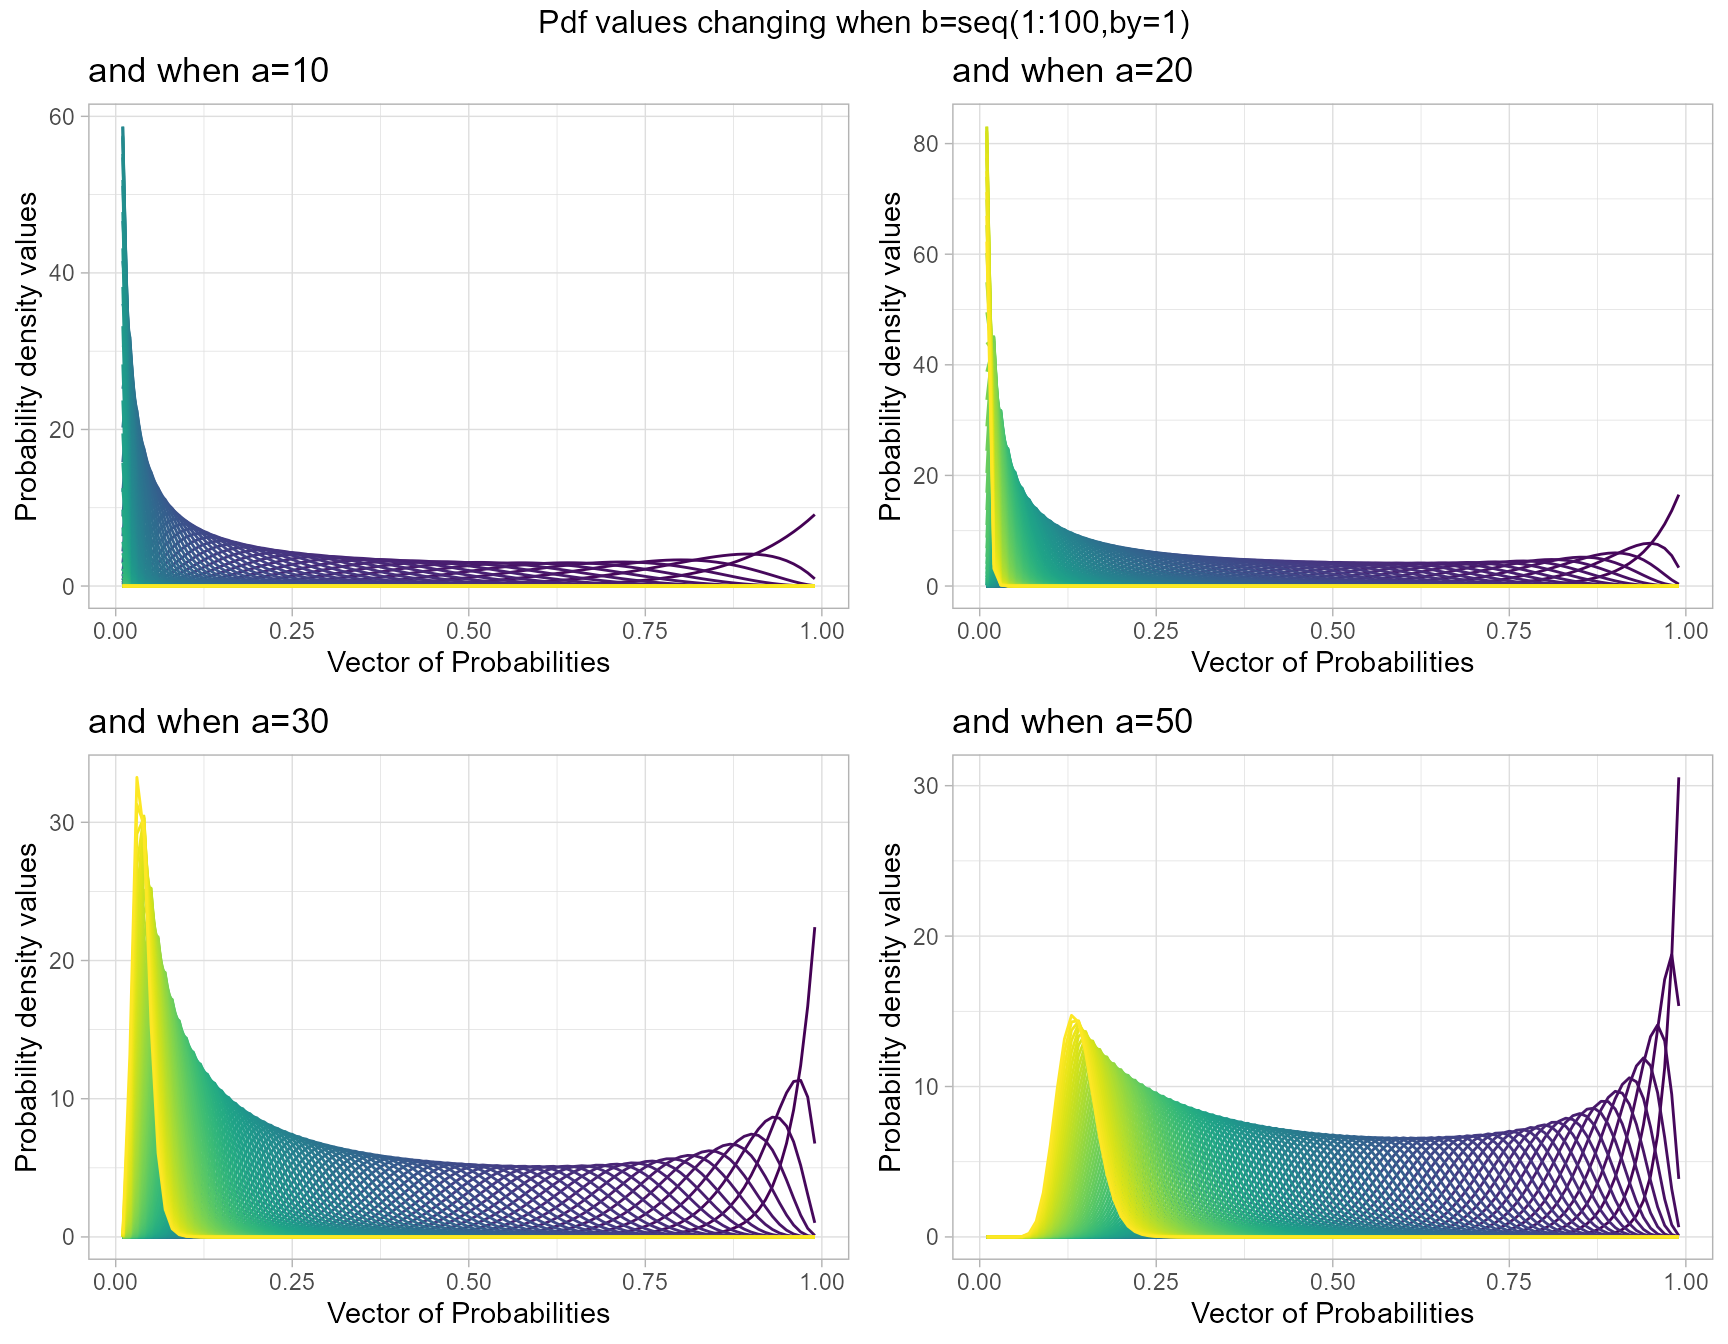 Pdf values changing when b=seq(1:100,by=1)
and when a=10
Probability density values
60
40
20
0
0.00 0.25 0.50 0.75 1.00
Vector of Probabilities
and when a=20
Probability density values
80
60
40
20
0
0.00 0.25 0.50 0.75 1.00
Vector of Probabilities
and when a=30
Probability density values
30
20
10
0
0.00 0.25 0.50 0.75 1.00
Vector of Probabilities
and when a=50
Probability density values
30
20
10
0
0.00 0.25 0.50 0.75 1.00
Vector of Probabilities